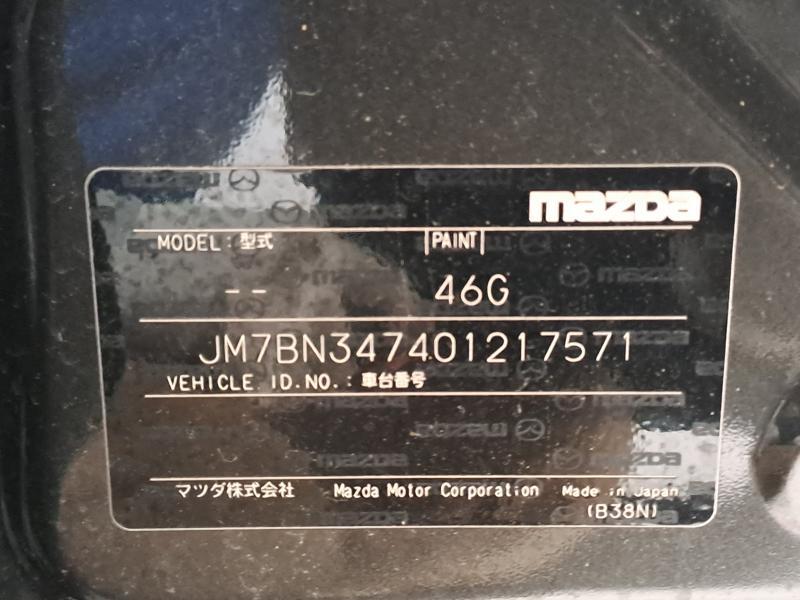 mazda
MODEL: 型式 PAINT
-- 46G
JM7BN347401217571
VEHICLE I.D.NO.: 車台番号
マツダ株式会社 Mazda Motor Corporation Made in Japan
(B38N)